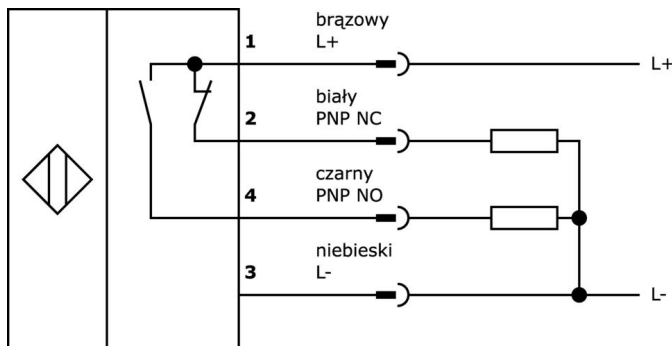 brązowy
1 L+ L+
biały
2 PNP NC
czarny
4 PNP NO
niebieski
3 L- L-